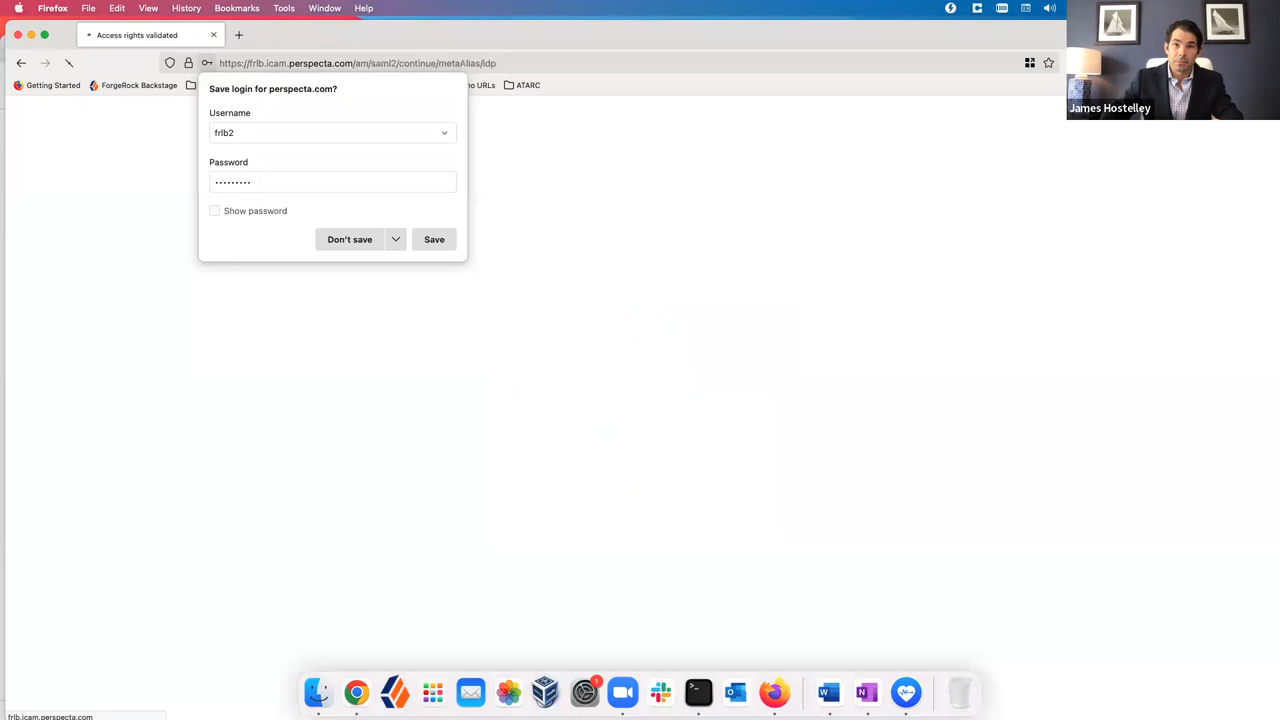 Firefox File Edit View History Bookmarks Tools Window Help
Access rights validated
https://frlb.icam.perspecta.com/am/saml2/continue/metaAlias/idp
Getting Started ForgeRock Backstage no URLs ATARC
Save login for perspecta.com?
Username
frlb2
Password
•••••••••
Show password
Don't save Save
James Hostelley
1
frlb.icam.perspecta.com